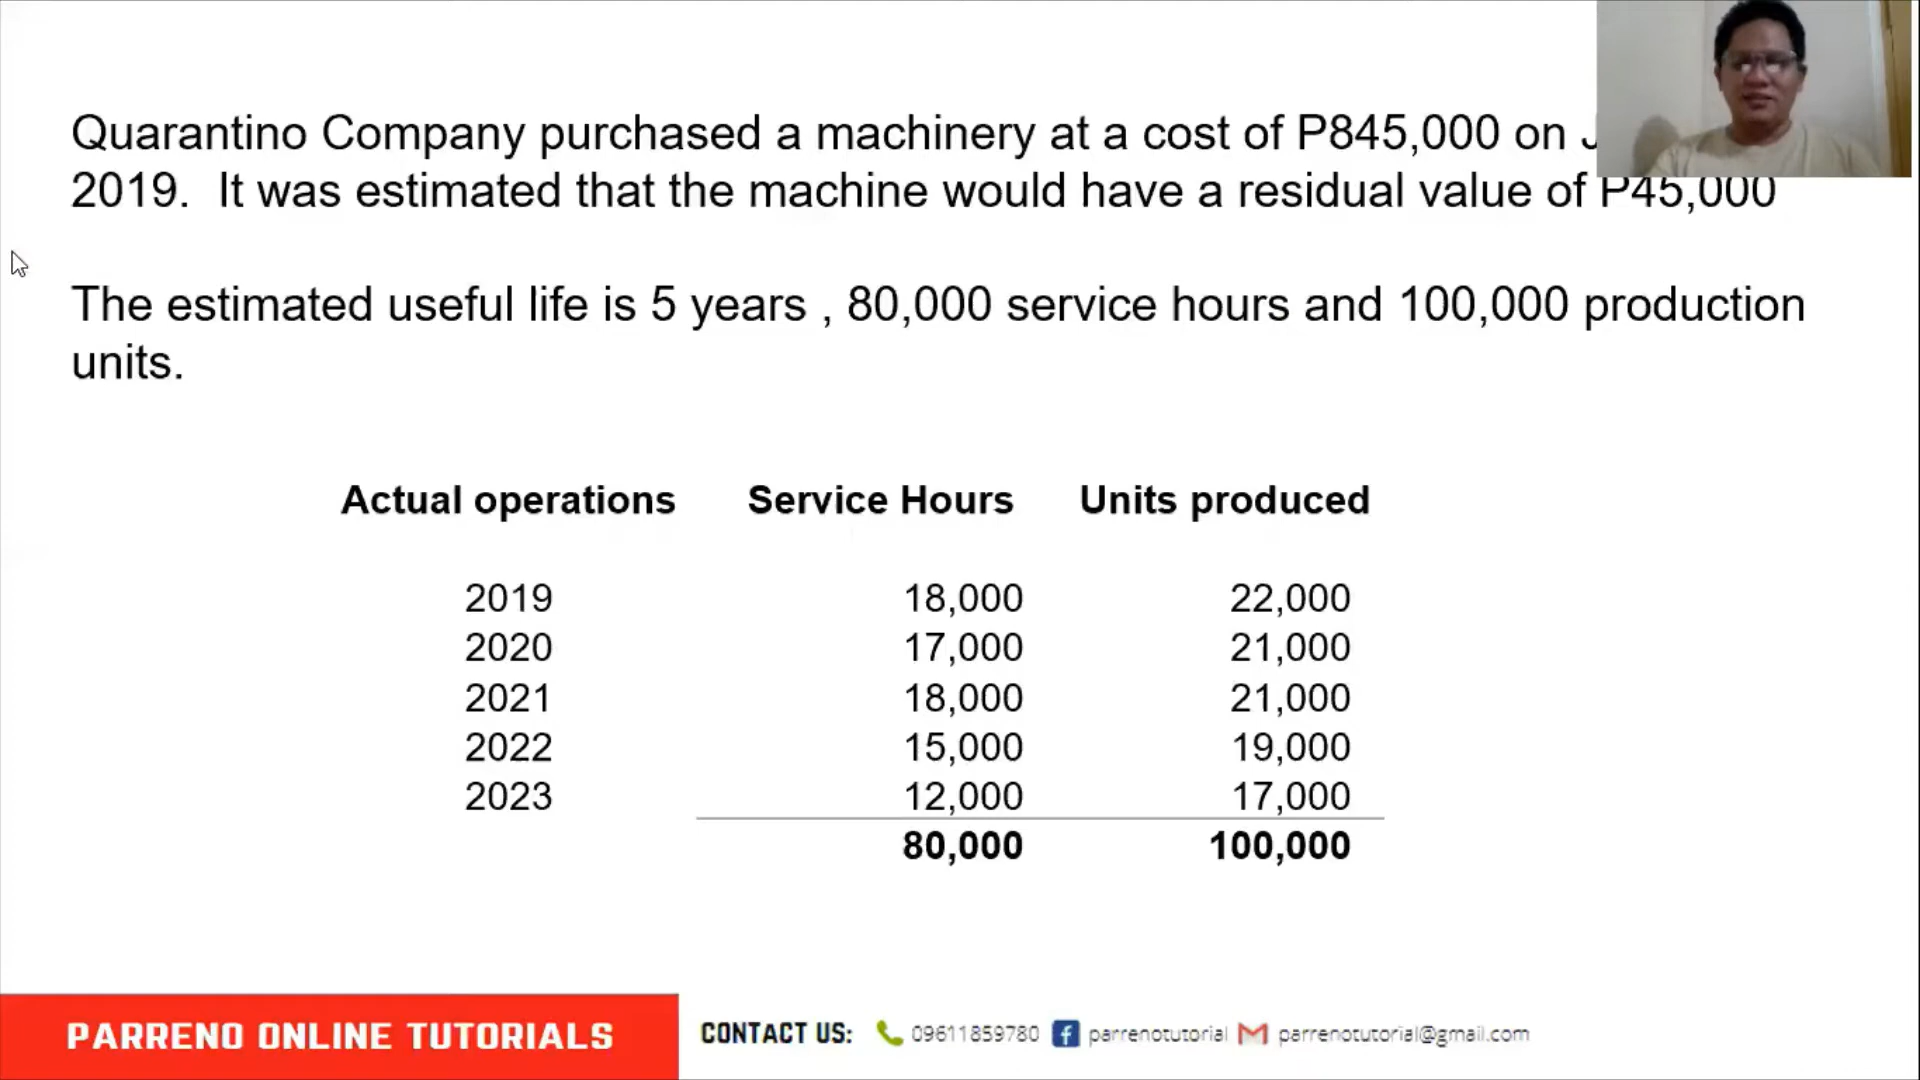 Quarantino Company purchased a machinery at a cost of P845,000 on
2019. It was estimated that the machine would have a residual value of P45,000
The estimated useful life is 5 years , 80,000 service hours and 100,000 production
units.
Actual operations Service Hours Units produced
2019 18,000 22,000
2020 17,000 21,000
2021 18,000 21,000
2022 15,000 19,000
2023 12,000 17,000
80,000 100,000
PARRENO ONLINE TUTORIALS CONTACT US: 09611859780 parrenotutorial parrenotutorial@gmail.com